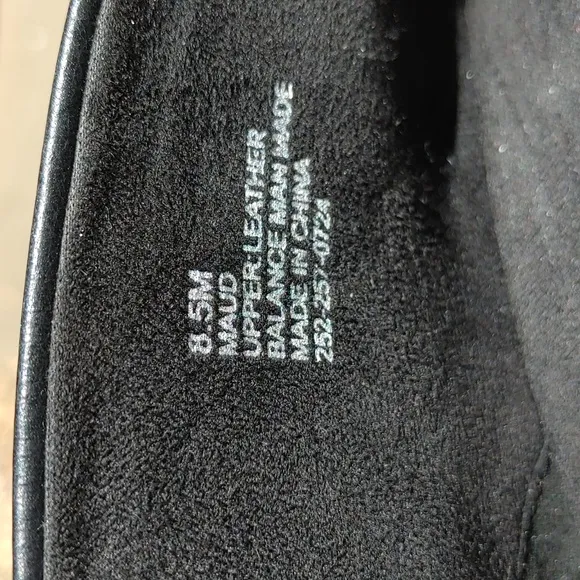 8.5M
MAUD
UPPER: LEATHER
BALANCE MAN MADE
MADE IN CHINA
252-257-0724